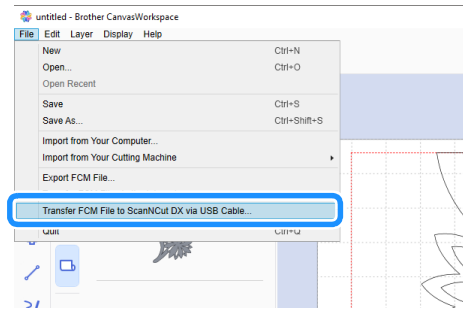 untitled - Brother CanvasWorkspace
File Edit Layer Display Help
New Ctrl+N
Open... Ctrl+O
Open Recent
Save Ctrl+S
Save As... Ctrl+Shift+S
Import from Your Computer...
Import from Your Cutting Machine
Export FCM File...
Transfer FCM File to ScanNCut DX via USB Cable...
Quit Ctrl+Q